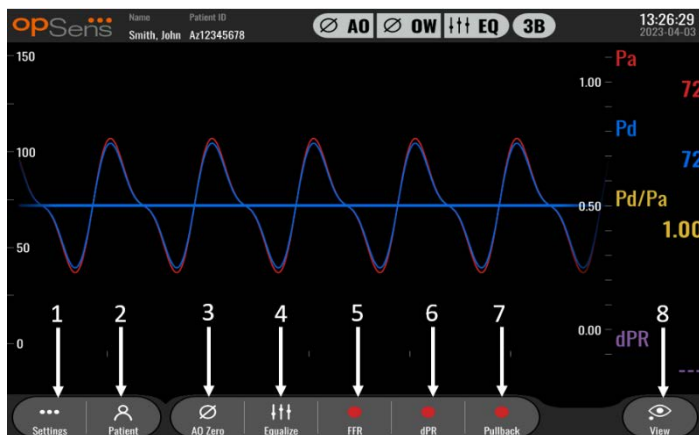 opSens
Name Patient ID
Smith, John Az12345678
Ø AO Ø OW EQ 3B
13:26:29
2023-04-03
150
100
50
0
1.00
0.50
0.00
Pa
72
Pd
72
Pd/Pa
1.00
dPR
---
1 2 3 4 5 6 7 8
Settings Patient AO Zero Equalize FFR dPR Pullback View